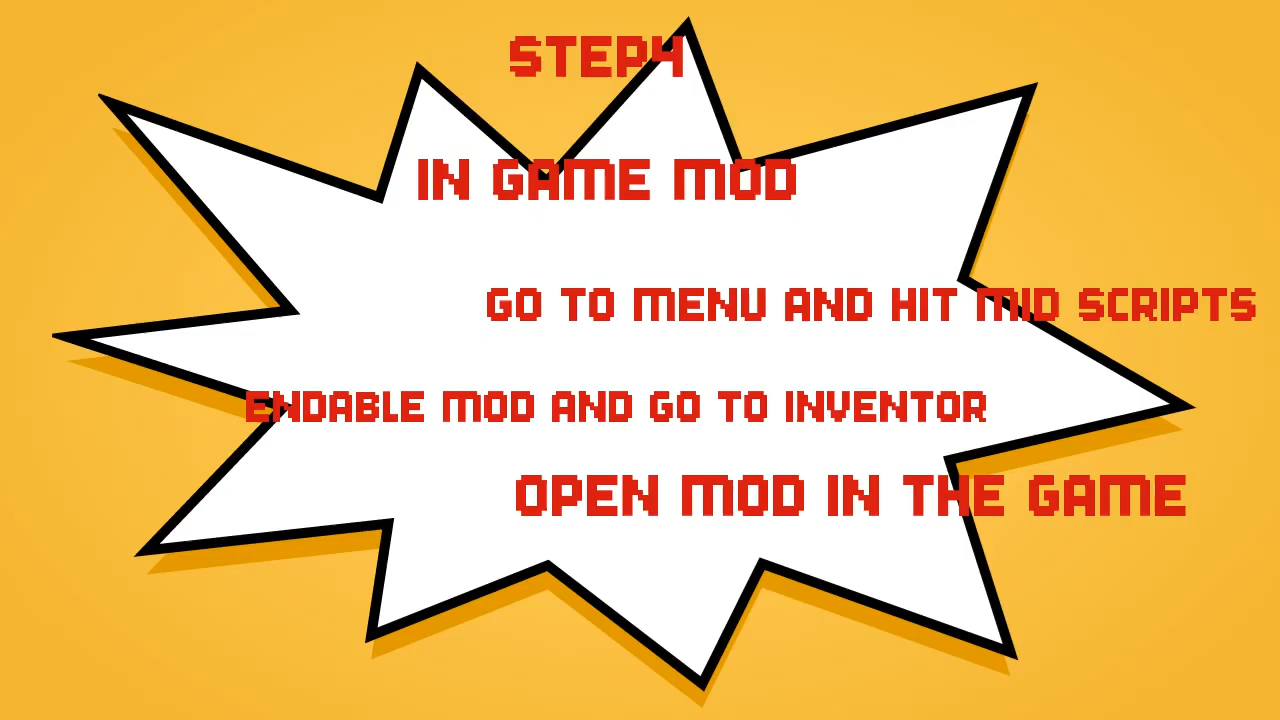 STEP4
IN GAME MOD
GO TO MENU AND HIT MID SCRIPTS
ENDABLE MOD AND GO TO INVENTOR
OPEN MOD IN THE GAME